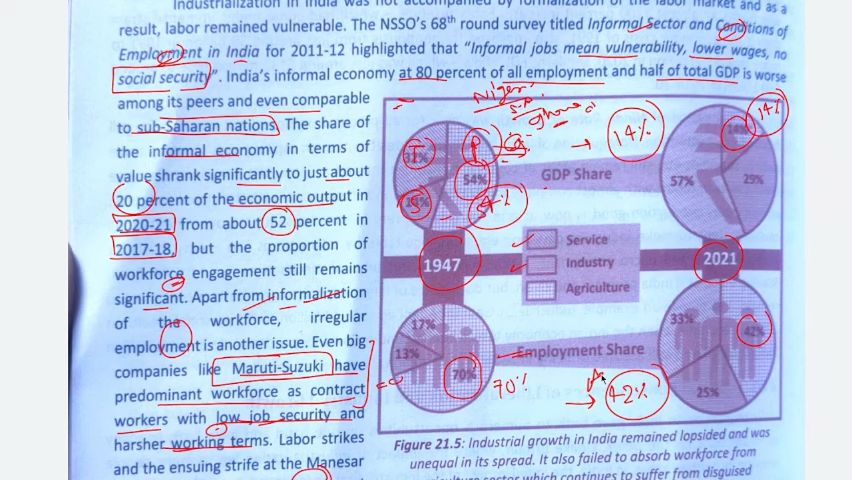 Industrialization in India was not accompanied by formalization of the labor market and as a
result, labor remained vulnerable. The NSSO's 68th round survey titled Informal Sector and Conditions of
Employment in India for 2011-12 highlighted that "Informal jobs mean vulnerability, lower wages, no
social security". India's informal economy at 80 percent of all employment and half of total GDP is worse
among its peers and even comparable
to sub-Saharan nations. The share of
the informal economy in terms of
value shrank significantly to just about
20 percent of the economic output in
2020-21 from about 52 percent in
2017-18, but the proportion of
workforce engagement still remains
significant. Apart from informalization
of the workforce, irregular
employment is another issue. Even big
companies like Maruti-Suzuki have
predominant workforce as contract
workers with low job security and
harsher working terms. Labor strikes
and the ensuing strife at the Manesar
14%
14%
54%
GDP Share
57%
29%
Service
1947
Industry
2021
Agriculture
17%
33%
42%
13%
Employment Share
70%
70%
42%
25%
Figure 21.5: Industrial growth in India remained lopsided and was
unequal in its spread. It also failed to absorb workforce from
sector which continues to suffer from disguised